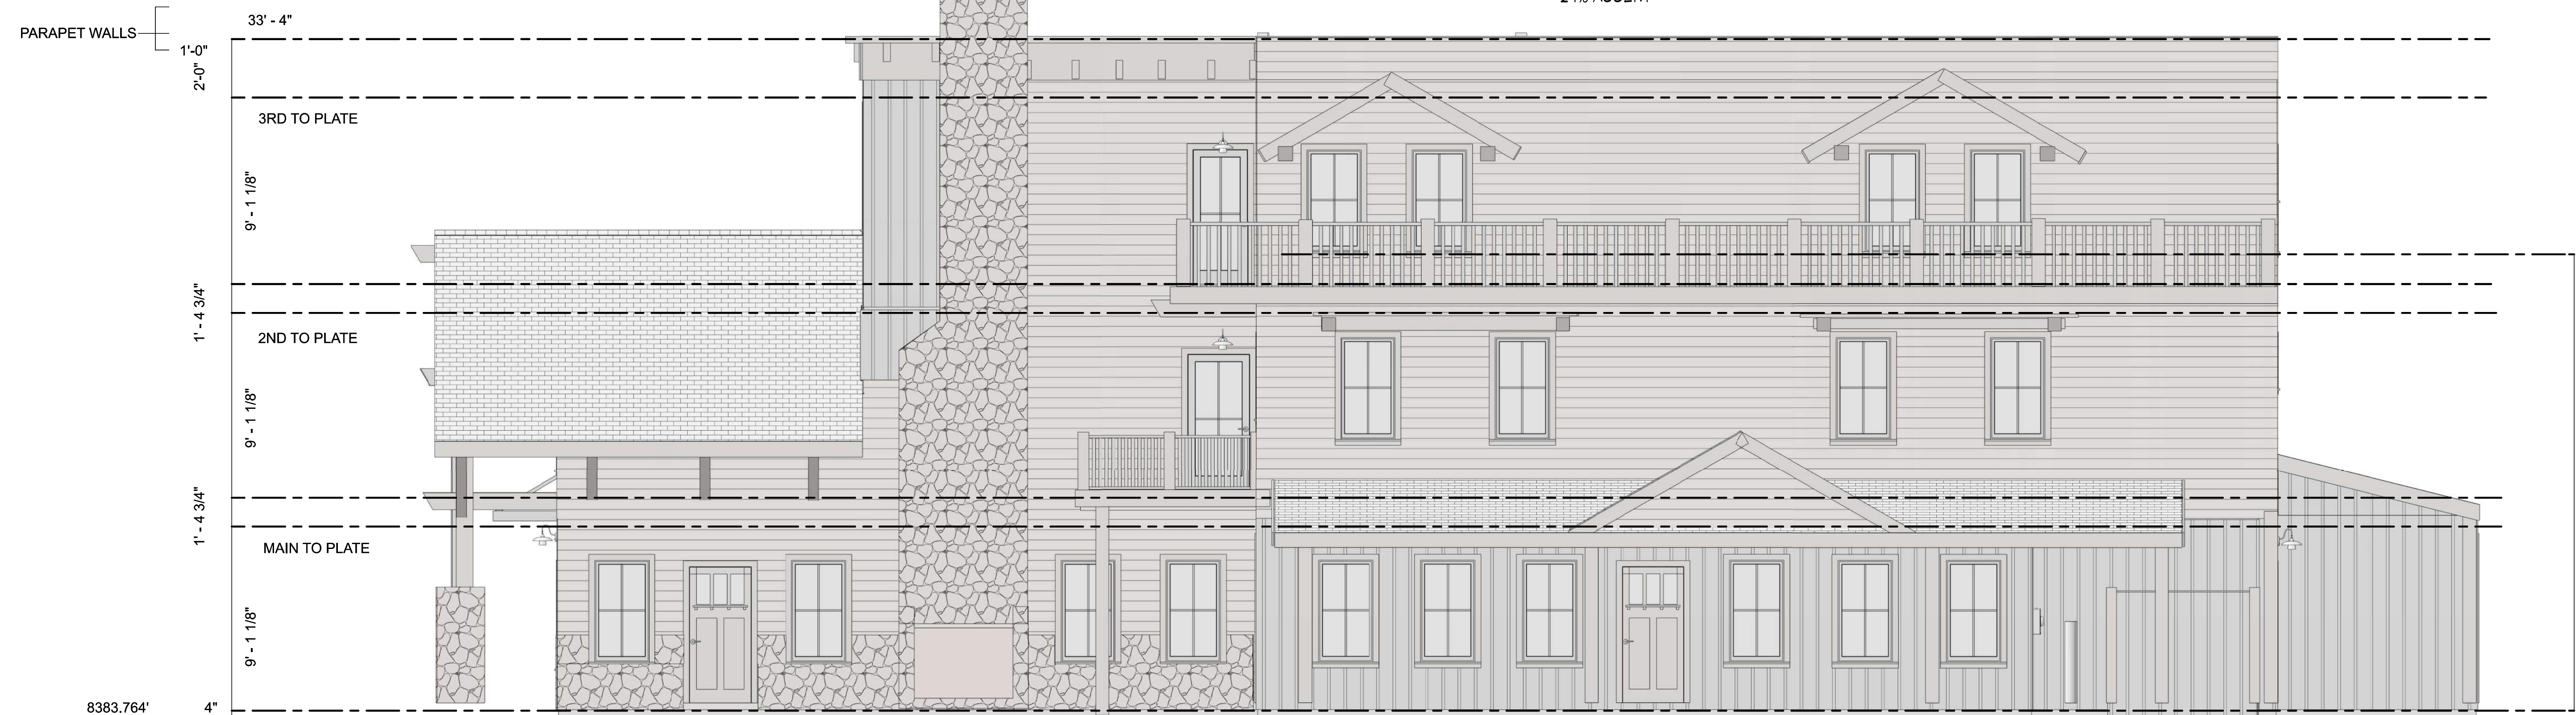 33' - 4"
PARAPET WALLS
1'-0"
2'-0"
3RD TO PLATE
9' - 1 1/8"
1' - 4 3/4"
2ND TO PLATE
9' - 1 1/8"
1' - 4 3/4"
MAIN TO PLATE
9' - 1 1/8"
8383.764'
4"